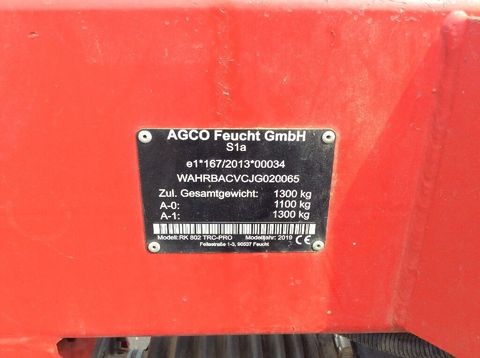 AGCO Feucht GmbH
S1a
e1*167/2013*00034
WAHRBACVCJG020065
Zul. Gesamtgewicht: 1300 kg
A-0: 1100 kg
A-1: 1300 kg
Modell: RK 802 TRC-PRO Modelljahr: 2019
Fellastraße 1-3, 90537 Feucht